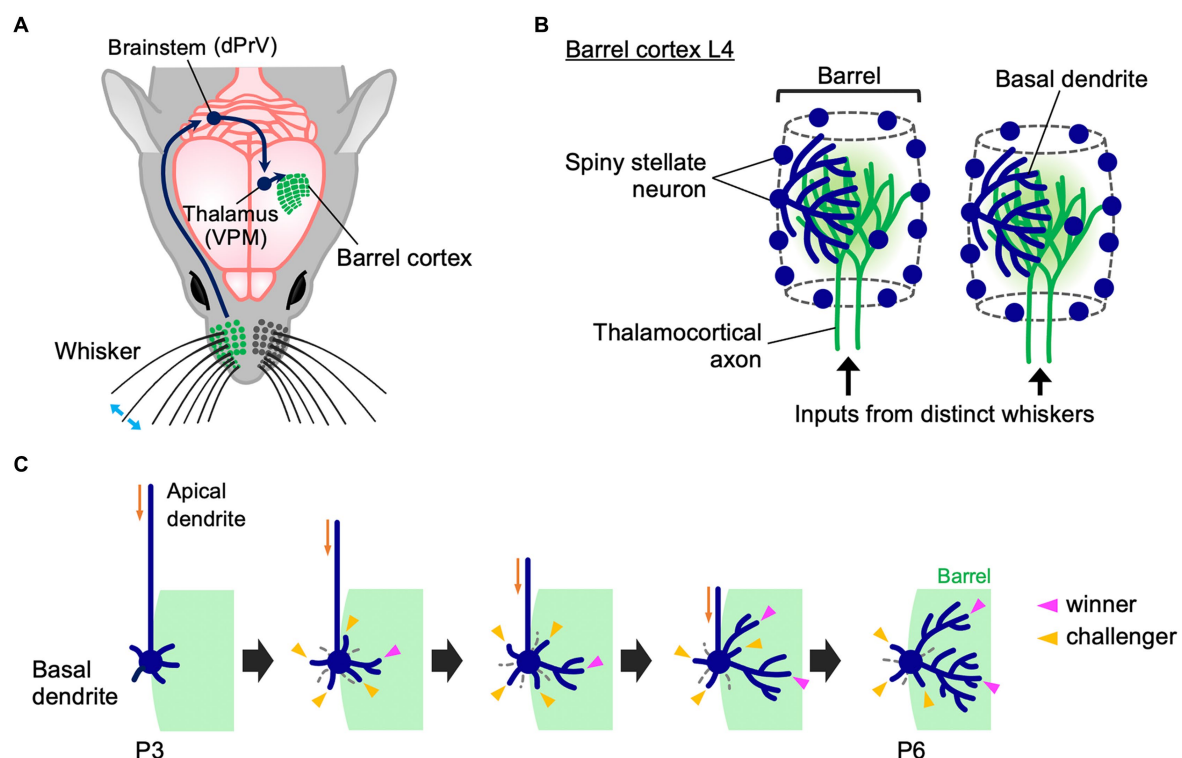 A
Brainstem (dPrV)
Thalamus
(VPM)
Barrel cortex
Whisker
B
Barrel cortex L4
Barrel
Basal dendrite
Spiny stellate
neuron
Thalamocortical
axon
Inputs from distinct whiskers
C
Apical
dendrite
Barrel
winner
challenger
Basal
dendrite
P3
P6